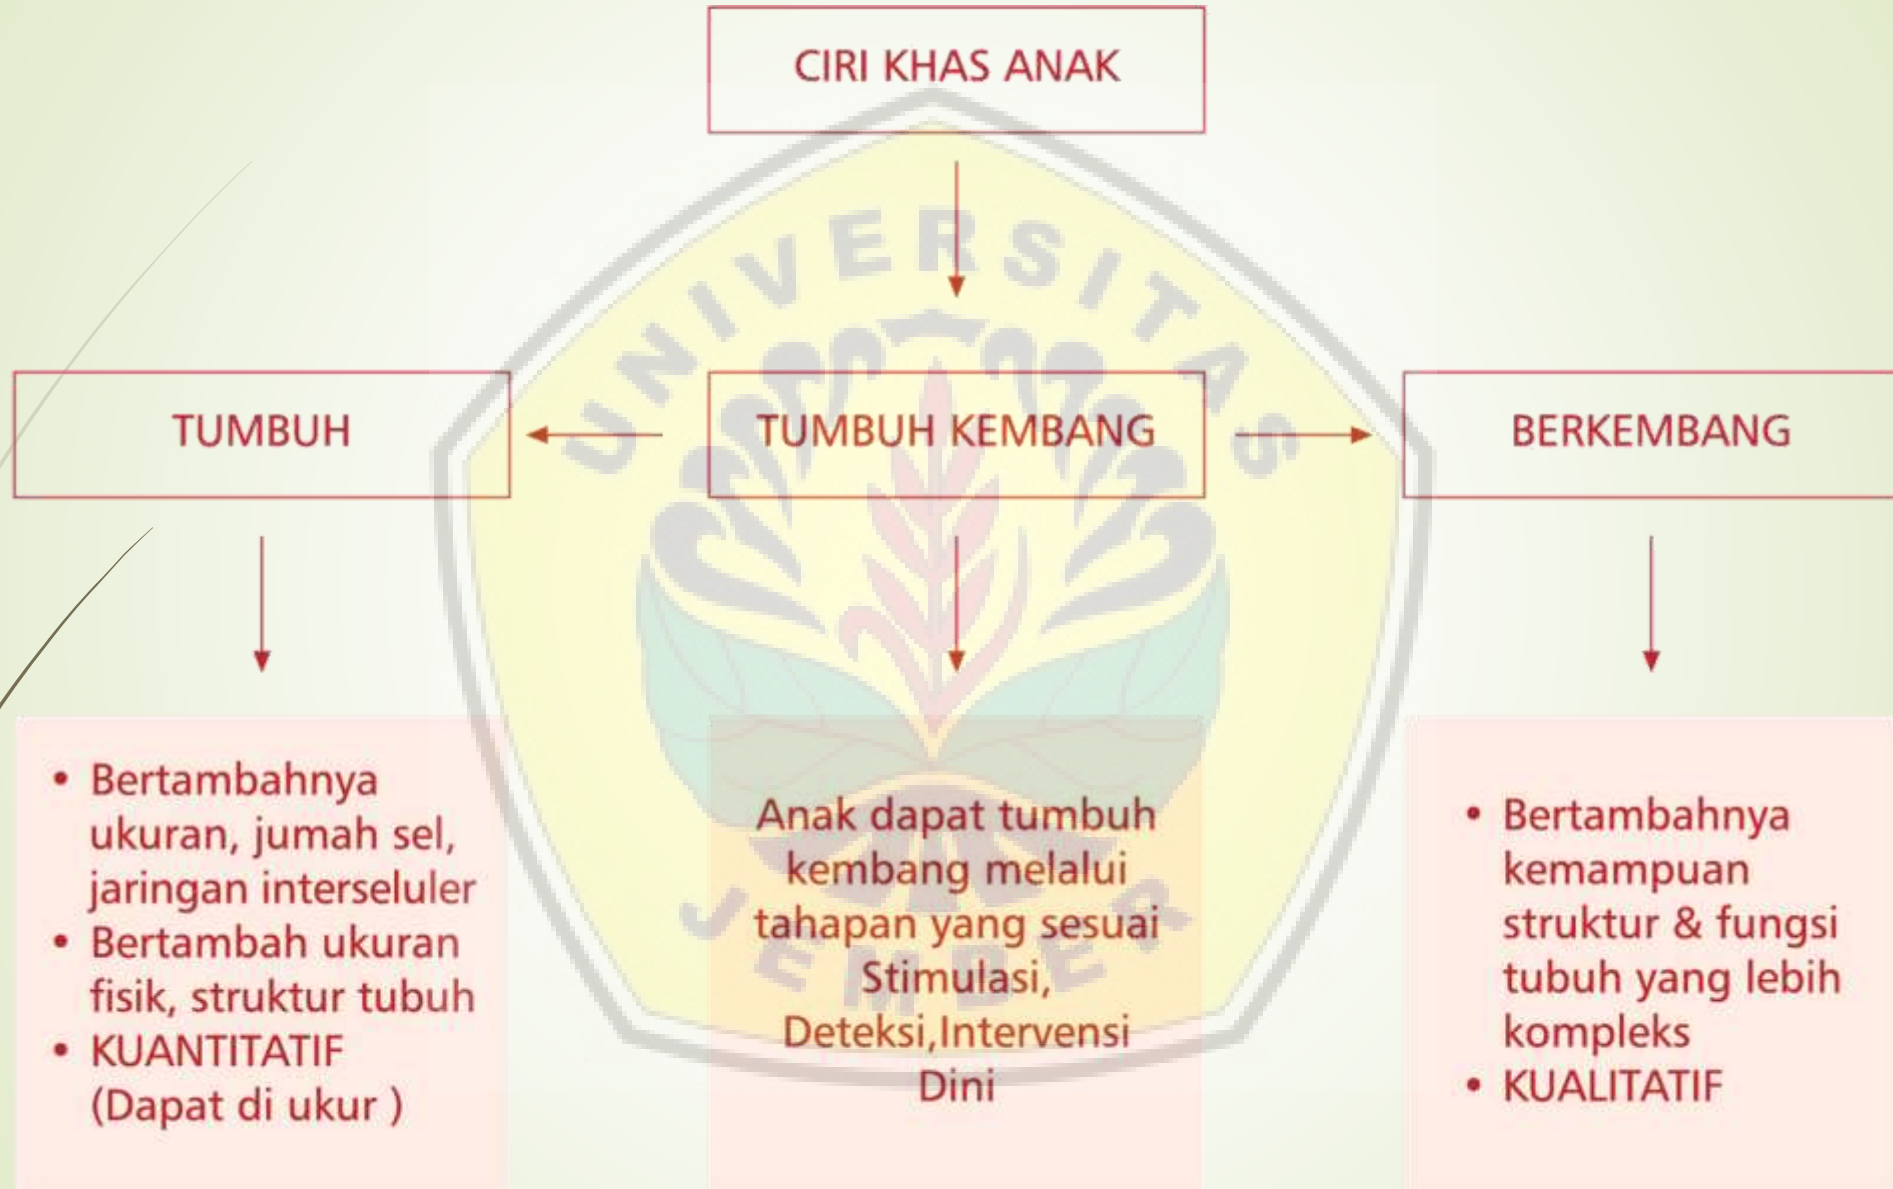 CIRI KHAS ANAK
UNIVERSITAS
TUMBUH
TUMBUH KEMBANG
BERKEMBANG
• Bertambahnya
ukuran, jumah sel,
jaringan interseluler
• Bertambah ukuran
fisik, struktur tubuh
• KUANTITATIF
(Dapat di ukur )
Anak dapat tumbuh
kembang melalui
tahapan yang sesuai
Stimulasi,
Deteksi,Intervensi
Dini
• Bertambahnya
kemampuan
struktur & fungsi
tubuh yang lebih
kompleks
• KUALITATIF
JEMBER